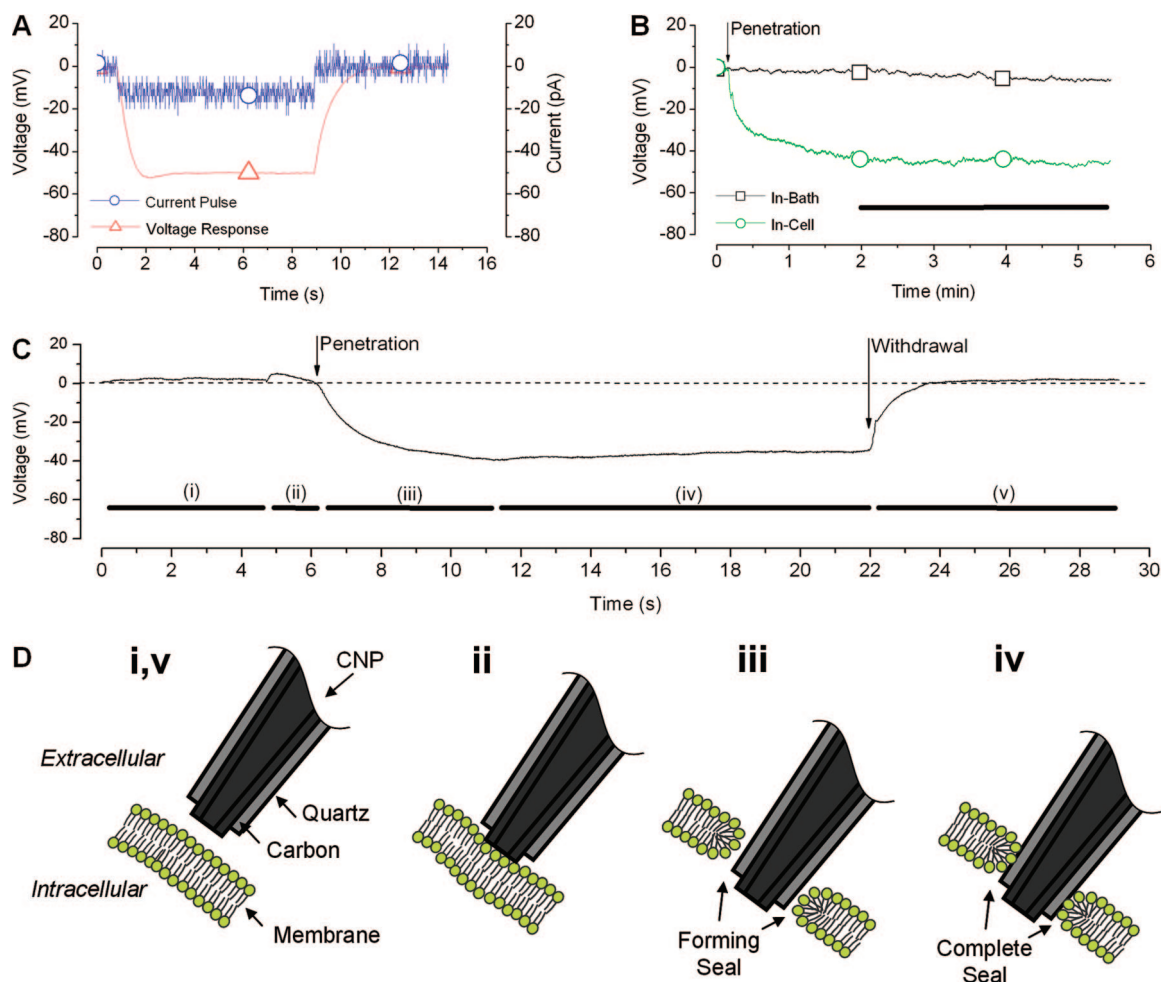 A
Voltage (mV)
20
0
-20
-40
-60
-80
20
0
-20
-40
-60
-80
Current (pA)
Current Pulse
Voltage Response
0 2 4 6 8 10 12 14 16
Time (s)
B
Voltage (mV)
20
0
-20
-40
-60
-80
Penetration
In-Bath
In-Cell
0 1 2 3 4 5 6
Time (min)
C
Voltage (mV)
20
0
-20
-40
-60
-80
Penetration
Withdrawal
(i) (ii) (iii) (iv) (v)
0 2 4 6 8 10 12 14 16 18 20 22 24 26 28 30
Time (s)
D
i,v
ii
iii
iv
CNP
Extracellular
Quartz
Carbon
Intracellular
Membrane
Forming
Seal
Complete
Seal